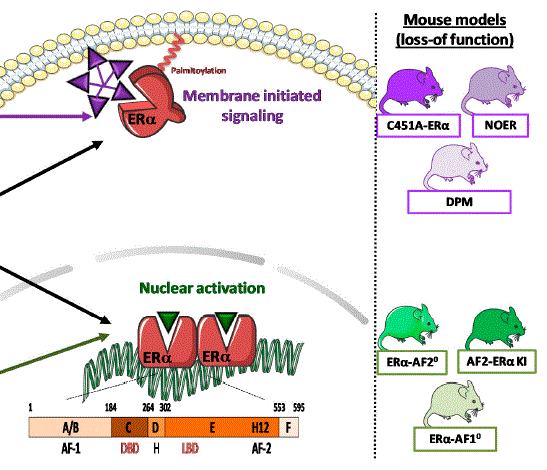 Mouse models
(loss-of function)
Palmitoylation
ERα
Membrane initiated
signaling
C451A-ERα
NOER
DPM
Nuclear activation
ERα
ERα
ERα-AF2⁰
AF2-ERα KI
ERα-AF1⁰
1 184 264 302 553 595
A/B C D E H12 F
AF-1 DBD H LBD AF-2